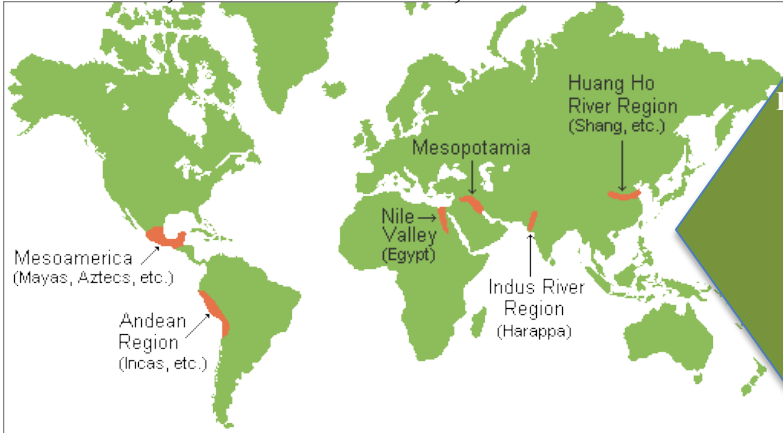 Huang Ho
River Region
(Shang, etc.)
Mesopotamia
Nile
Valley
(Egypt)
Indus River
Region
(Harappa)
Mesoamerica
(Mayas, Aztecs, etc.)
Andean
Region
(Incas, etc.)